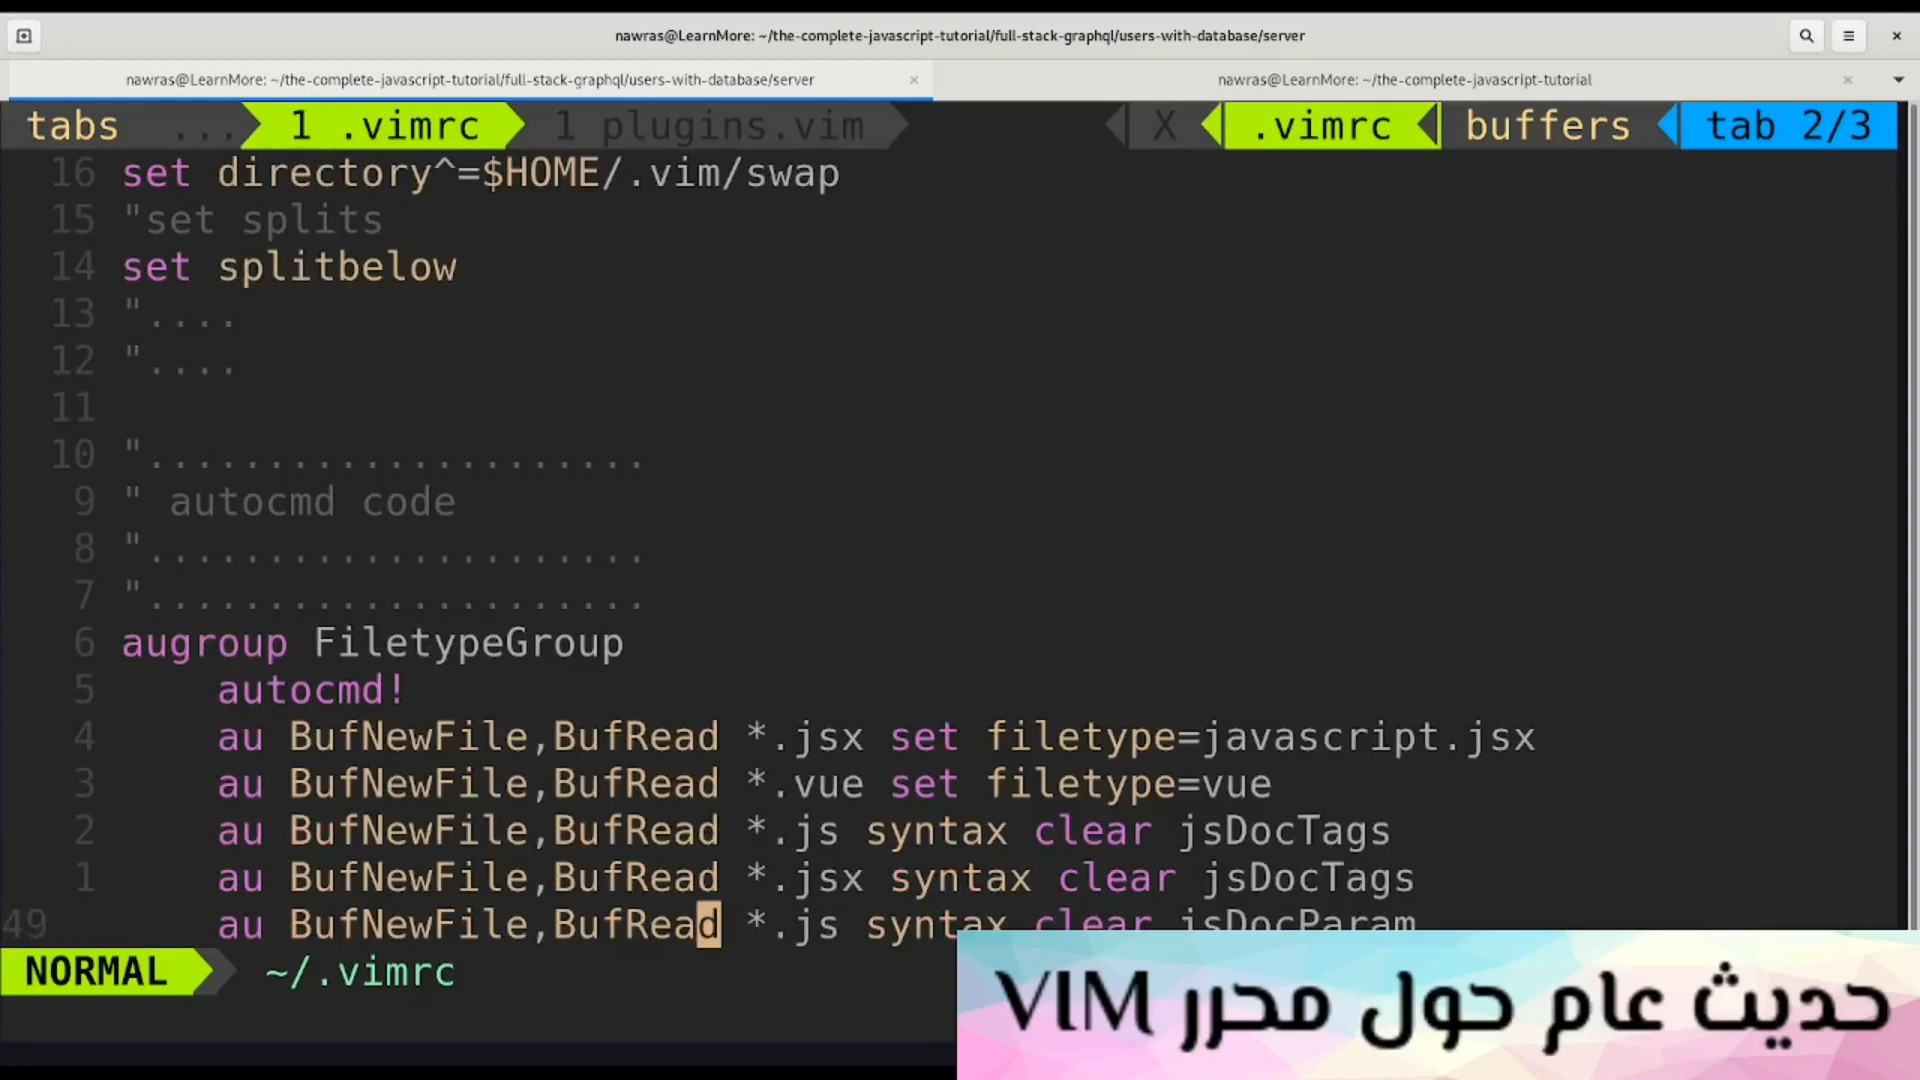 nawras@LearnMore: ~/the-complete-javascript-tutorial/full-stack-graphql/users-with-database/server
nawras@LearnMore: ~/the-complete-javascript-tutorial/full-stack-graphql/users-with-database/server × nawras@LearnMore: ~/the-complete-javascript-tutorial ×
tabs ... 1 .vimrc 1 plugins.vim X .vimrc buffers tab 2/3
16 set directory^=$HOME/.vim/swap
15 "set splits
14 set splitbelow
13 "....
12 "....
11
10 ".....................
9 " autocmd code
8 ".....................
7 ".....................
6 augroup FiletypeGroup
5 autocmd!
4 au BufNewFile,BufRead *.jsx set filetype=javascript.jsx
3 au BufNewFile,BufRead *.vue set filetype=vue
2 au BufNewFile,BufRead *.js syntax clear jsDocTags
1 au BufNewFile,BufRead *.jsx syntax clear jsDocTags
49 au BufNewFile,BufRead *.js syntax clear jsDocParam
NORMAL ~/.vimrc
حديث عام حول محرر VIM